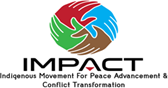 IMPACT
Indigenous Movement For Peace Advancement &
Conflict Transformation